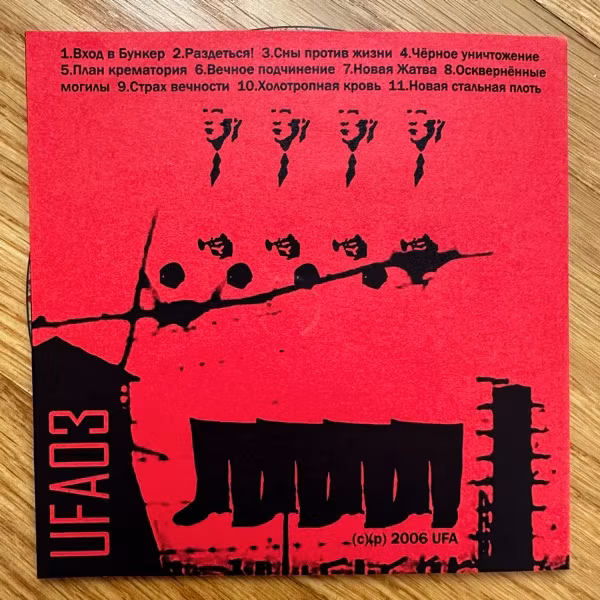 1.Вход в Бункер 2.Раздеться! 3.Сны против жизни 4.Чёрное уничтожение
5.План крематория 6.Вечное подчинение 7.Новая Жатва 8.Осквернённые
могилы 9.Страх вечности 10.Холотропная кровь 11.Новая стальная плоть
UFA03
(c)(p) 2006 UFA